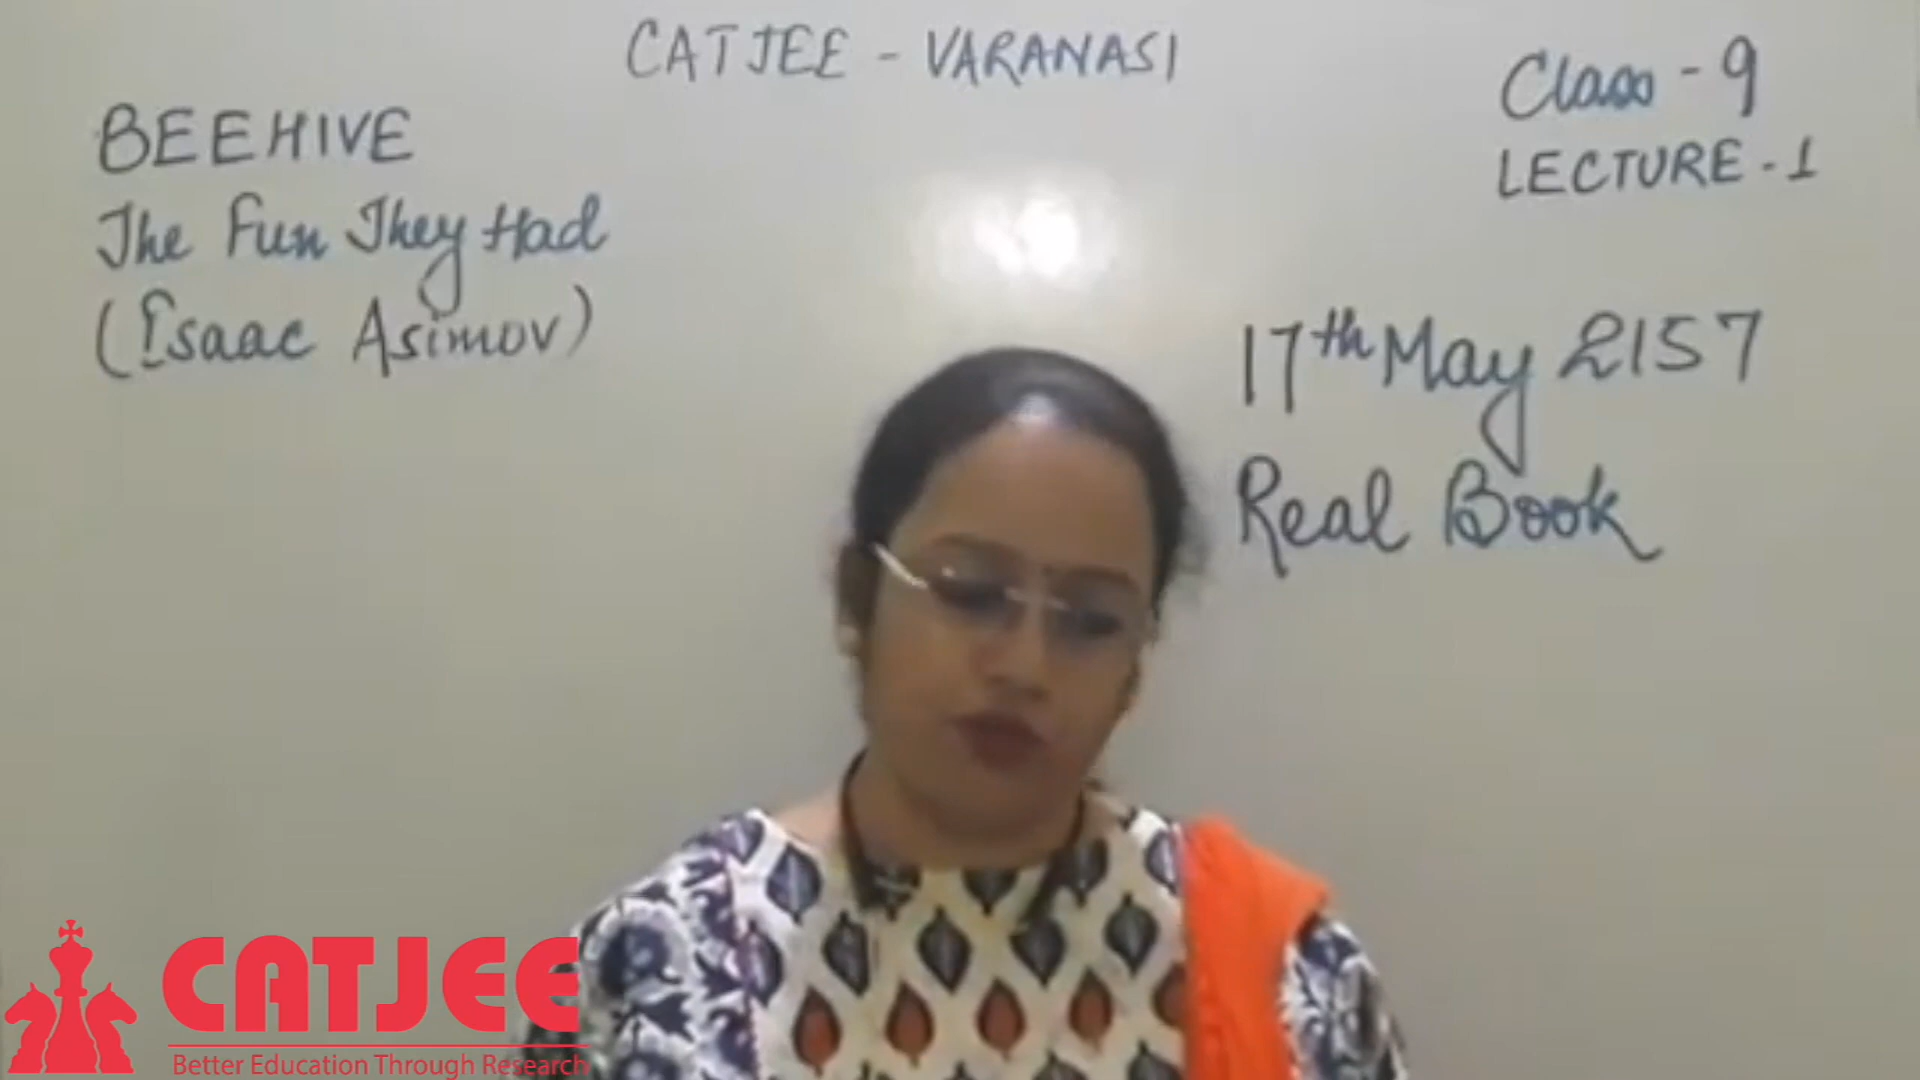 CATJEE - VARANASI
Class - 9
LECTURE - 1
BEEHIVE
The Fun They Had
(Isaac Asimov)
17th May 2157
Real Book
CATJEE
Better Education Through Research